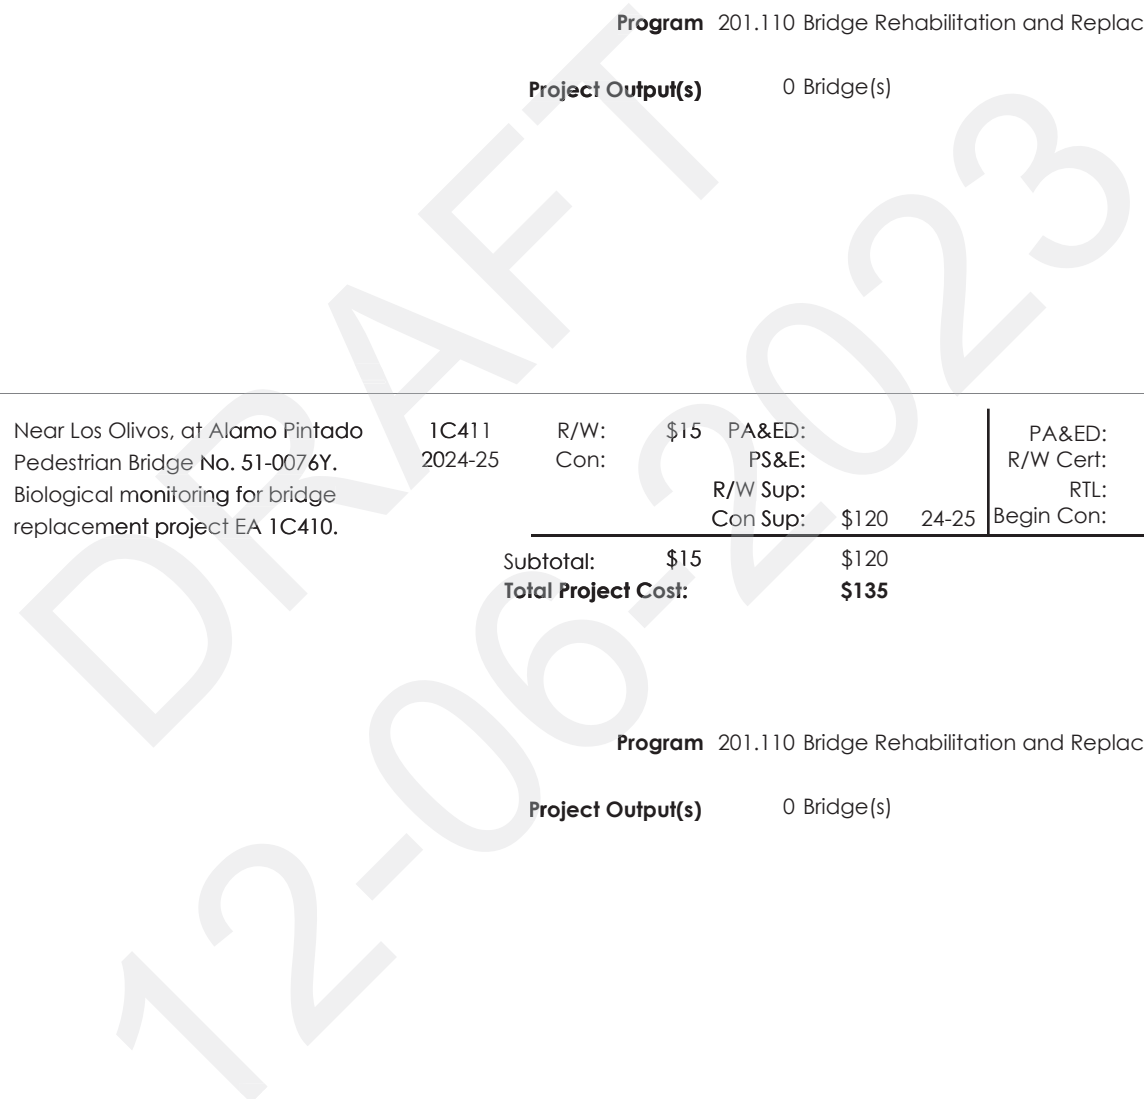 Program 201.110 Bridge Rehabilitation and Replac
Project Output(s) 0 Bridge(s)
Near Los Olivos, at Alamo Pintado 1C411 R/W: $15 PA&ED: PA&ED:
Pedestrian Bridge No. 51-0076Y. 2024-25 Con: PS&E: R/W Cert:
Biological monitoring for bridge R/W Sup: RTL:
replacement project EA 1C410. Con Sup: $120 24-25 Begin Con:
Subtotal: $15 $120
Total Project Cost: $135
Program 201.110 Bridge Rehabilitation and Replac
Project Output(s) 0 Bridge(s)
DRAFT
12-06-2023